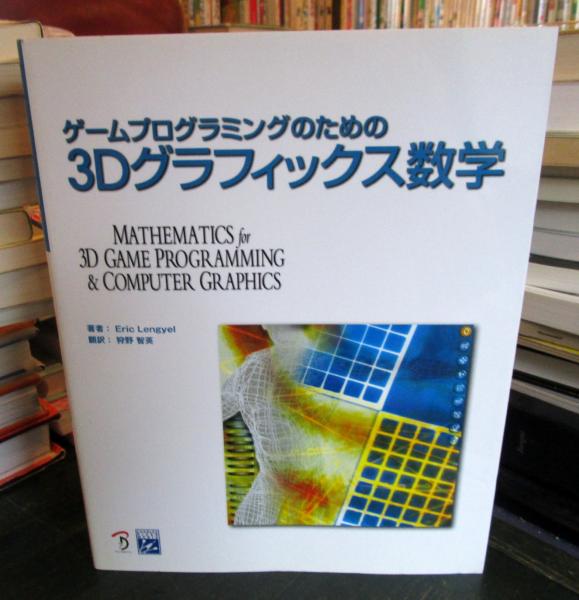 ゲームプログラミングのための
3Dグラフィックス数学
MATHEMATICS for
3D GAME PROGRAMMING
& COMPUTER GRAPHICS
著者： Eric Lengyel
翻訳： 狩野 智英